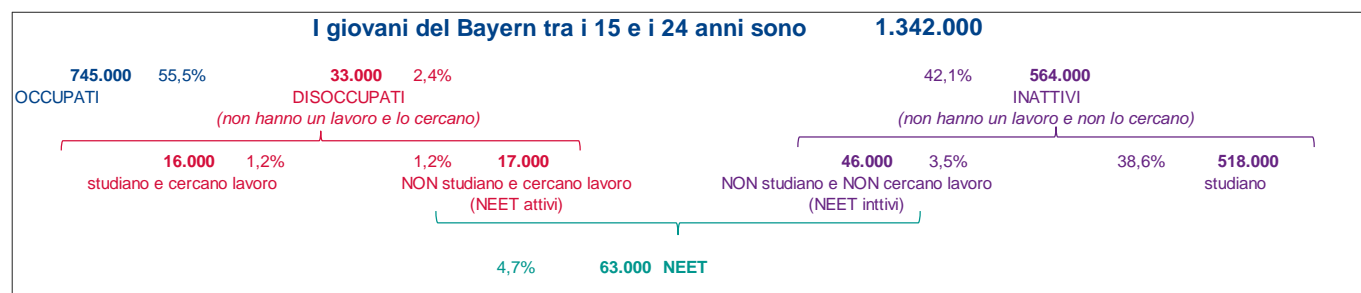 I giovani del Bayern tra i 15 e i 24 anni sono 1.342.000
745.000 55,5% 33.000 2,4% 42,1% 564.000
OCCUPATI DISOCCUPATI INATTIVI
(non hanno un lavoro e lo cercano) (non hanno un lavoro e non lo cercano)
16.000 1,2% 1,2% 17.000 46.000 3,5% 38,6% 518.000
studiano e cercano lavoro NON studiano e cercano lavoro NON studiano e NON cercano lavoro studiano
(NEET attivi) (NEET inttivi)
4,7% 63.000 NEET